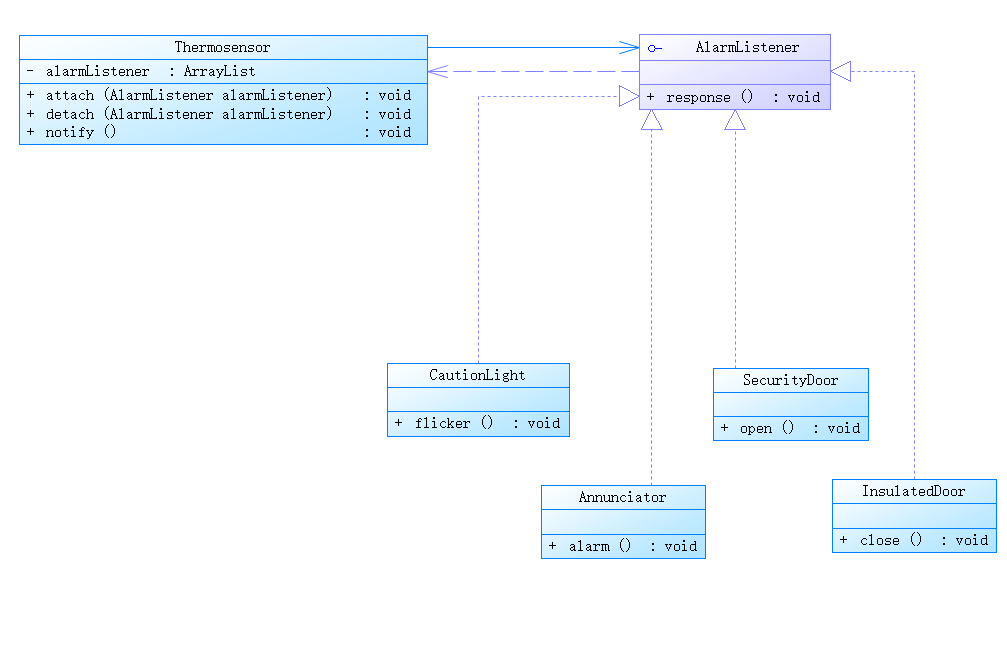 Thermosensor
- alarmListener : ArrayList
+ attach (AlarmListener alarmListener) : void
+ detach (AlarmListener alarmListener) : void
+ notify () : void
AlarmListener
+ response () : void
CautionLight
+ flicker () : void
SecurityDoor
+ open () : void
Annunciator
+ alarm () : void
InsulatedDoor
+ close () : void